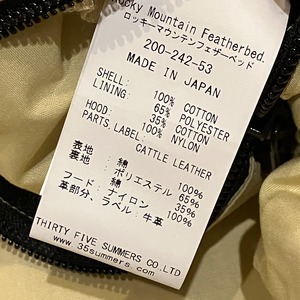 cky Mountain Featherbed.
ロッキーマウンテンフェザーベッド
200-242-53
MADE IN JAPAN
SHELL: 100% COTTON
LINING: 65% POLYESTER
35% COTTON
HOOD: 100% NYLON
PARTS LABEL: CATTLE LEATHER
表地: 綿 100%
裏地: ポリエステル 65%
綿 35%
フード: ナイロン 100%
革部分、ラベル: 牛革
THIRTY FIVE SUMMERS CO.LTD
www.35summers.com